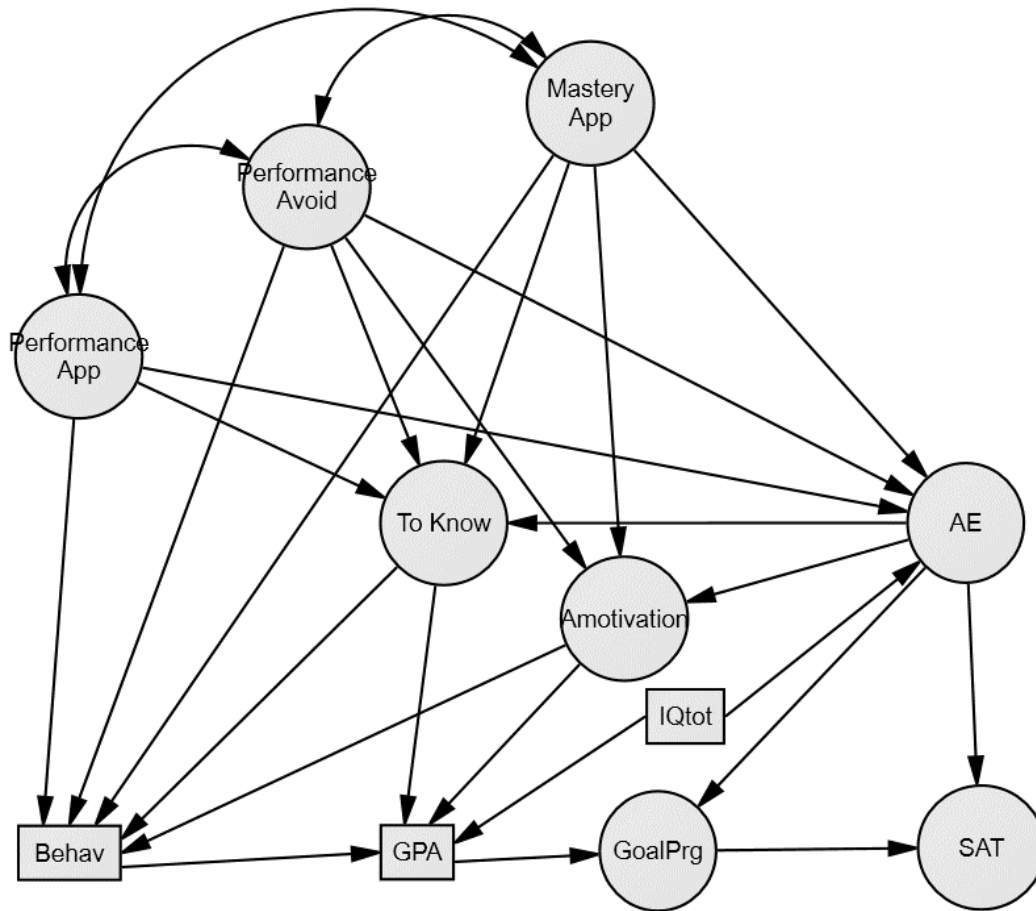 Mastery
App
Performance
Avoid
Performance
App
To Know
AE
Amotivation
IQtot
Behav
GPA
GoalPrg
SAT